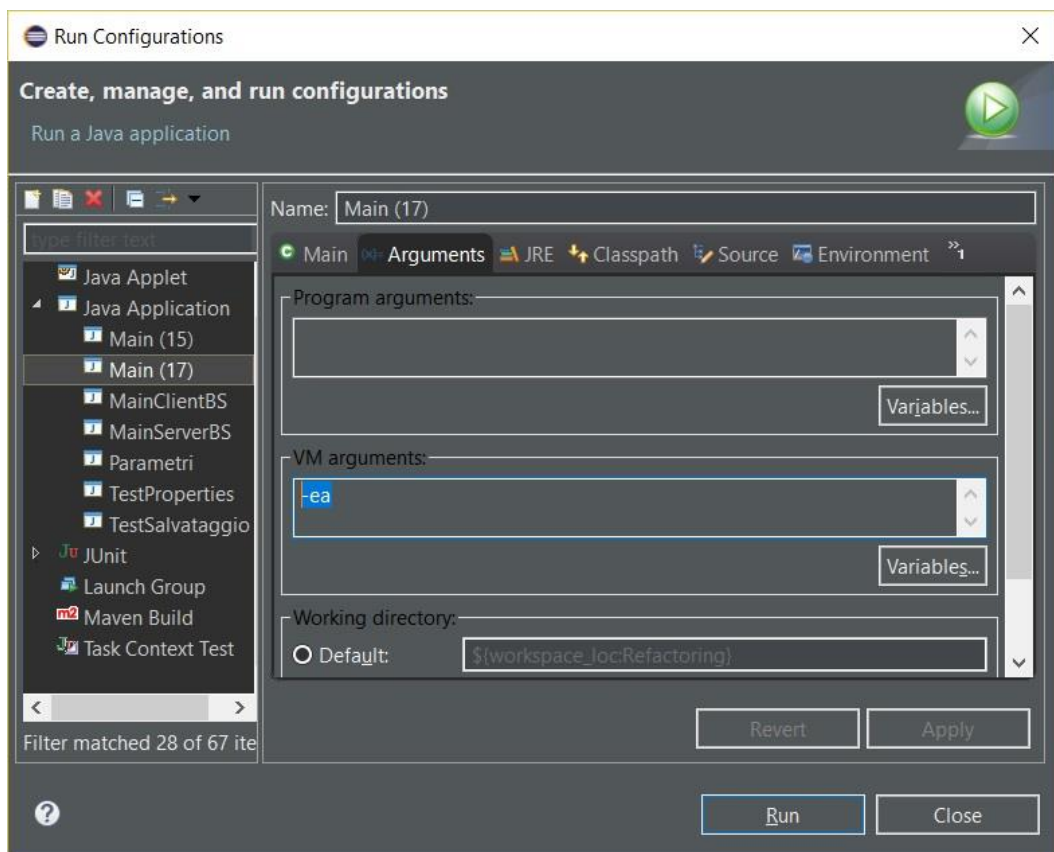 Run Configurations
Create, manage, and run configurations
Run a Java application
type filter text
Java Applet
Java Application
Main (15)
Main (17)
MainClientBS
MainServerBS
Parametri
TestProperties
TestSalvataggio
Ju JUnit
Launch Group
m2 Maven Build
Task Context Test
Filter matched 28 of 67 ite
Name: Main (17)
Main (x)= Arguments JRE Classpath Source Environment »1
Program arguments:
Variables...
VM arguments:
-ea
Variables...
Working directory:
Default: ${workspace_loc:Refactoring}
Revert Apply
Run Close